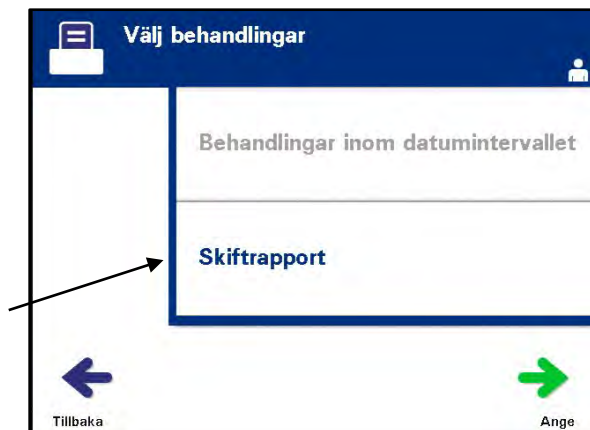 Välj behandlingar
Behandlingar inom datumintervallet
Skiftrapport
Tillbaka
Ange